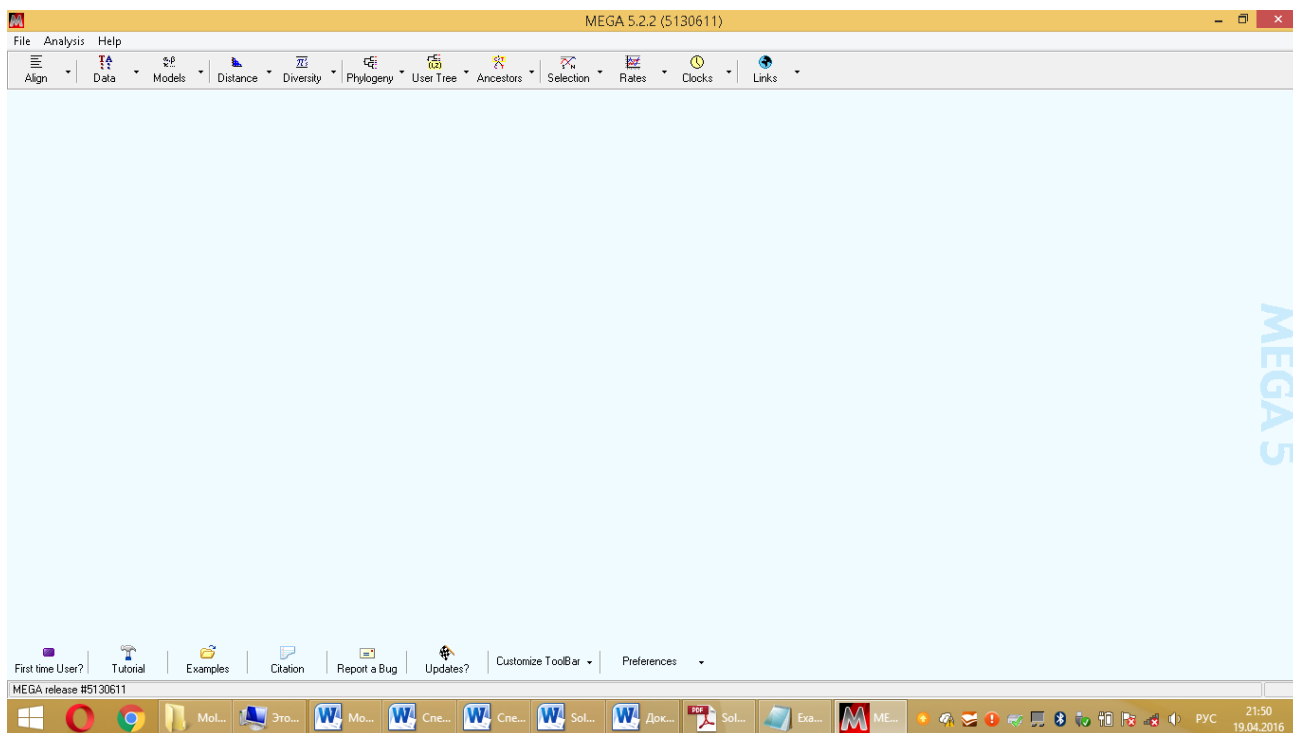 MEGA 5.2.2 (5130611)
File Analysis Help
Align Data Models Distance Diversity Phylogeny User Tree Ancestors Selection Rates Clocks Links
MEGA 5
First time User? Tutorial Examples Citation Report a Bug Updates? Customize ToolBar Preferences
MEGA release #5130611
Mol... Это... Мо... Спе... Спе... Sol... Док... Sol... Exa... ME... РУС 21:50
19.04.2016